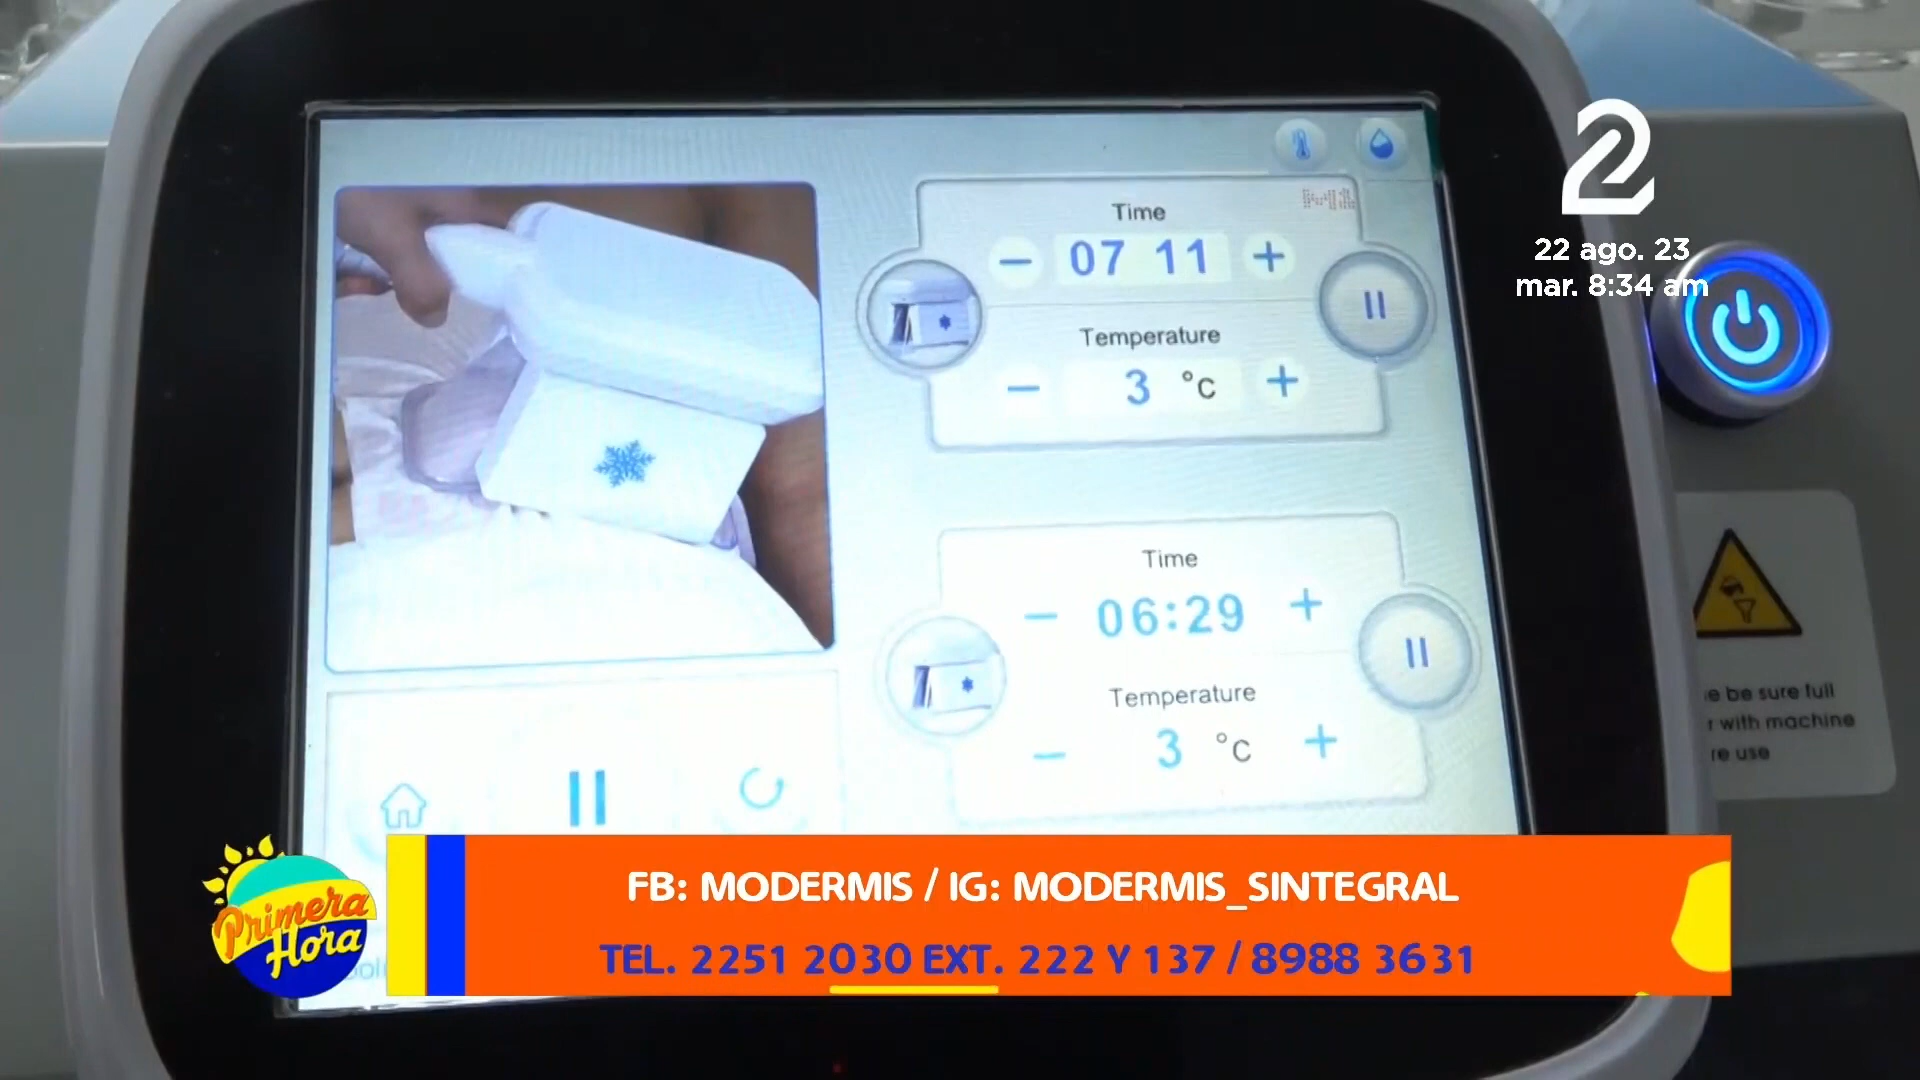 2
22 ago. 23
mar. 8:34 am
Time
07 11
Temperature
3 °C
Time
06:29
Temperature
3 °C
be sure full
with machine
use
Primera
Hora
FB: MODERMIS / IG: MODERMIS_SINTEGRAL
TEL. 2251 2030 EXT. 222 Y 137 / 8988 3631